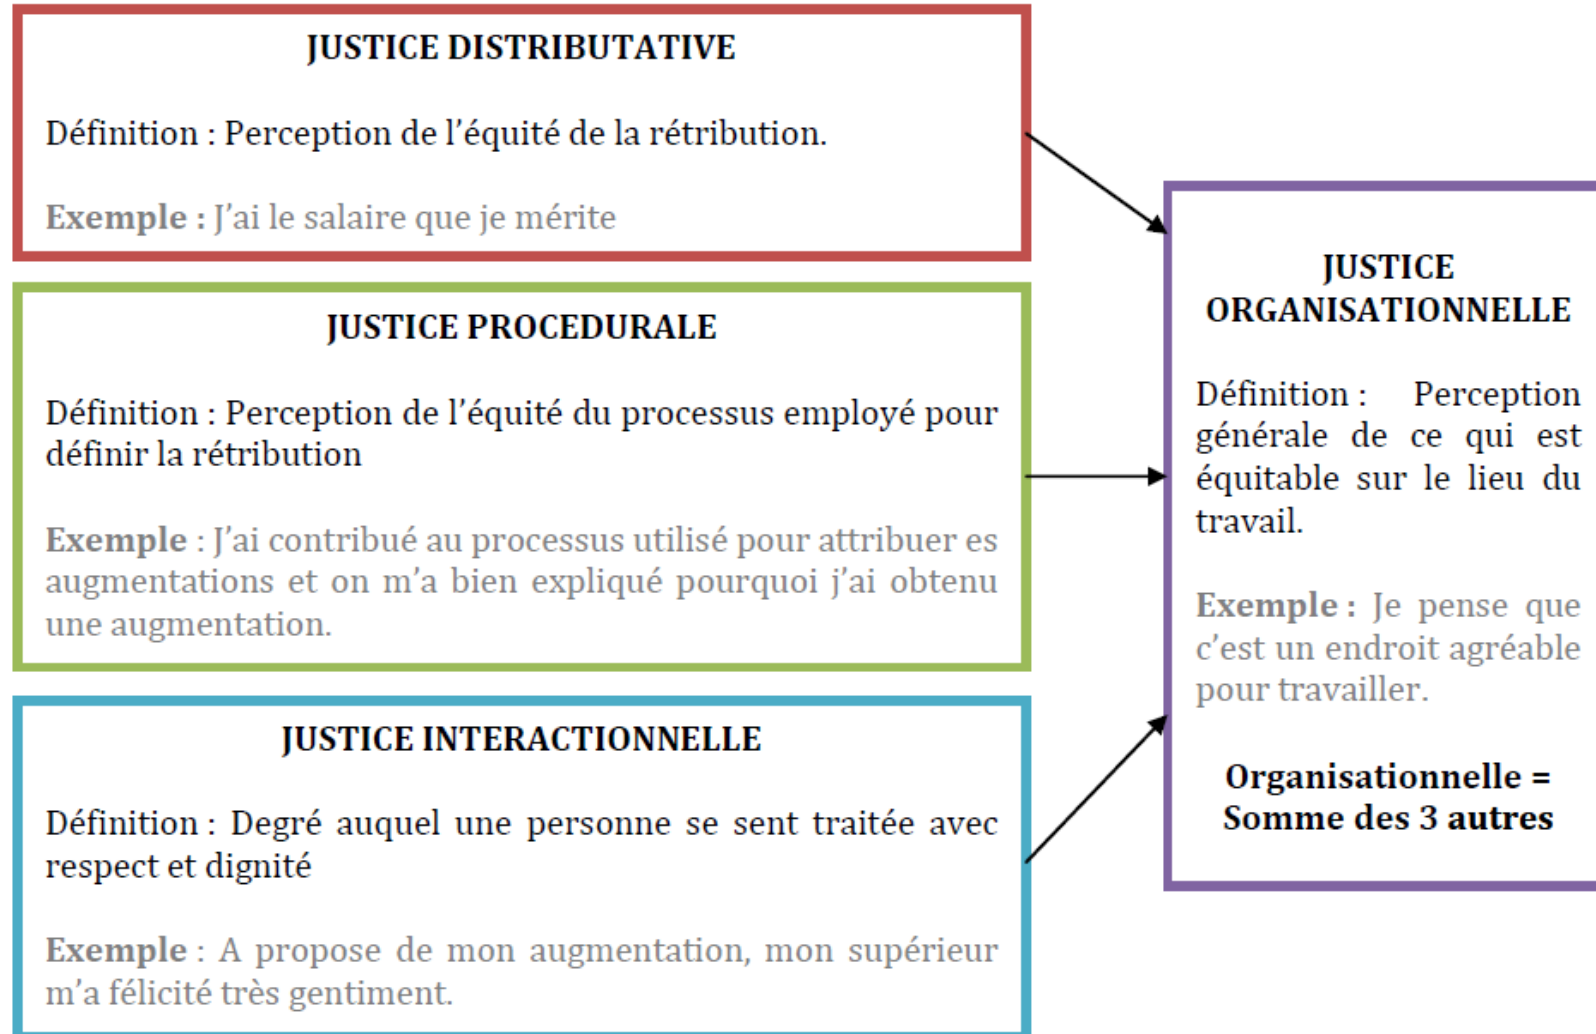 JUSTICE DISTRIBUTATIVE
Définition : Perception de l’équité de la rétribution.
Exemple : J’ai le salaire que je mérite
JUSTICE PROCEDURALE
Définition : Perception de l’équité du processus employé pour
définir la rétribution
Exemple : J’ai contribué au processus utilisé pour attribuer es
augmentations et on m’a bien expliqué pourquoi j’ai obtenu
une augmentation.
JUSTICE INTERACTIONNELLE
Définition : Degré auquel une personne se sent traitée avec
respect et dignité
Exemple : A propose de mon augmentation, mon supérieur
m’a félicité très gentiment.
JUSTICE
ORGANISATIONNELLE
Définition : Perception
générale de ce qui est
équitable sur le lieu du
travail.
Exemple : Je pense que
c’est un endroit agréable
pour travailler.
Organisationnelle =
Somme des 3 autres